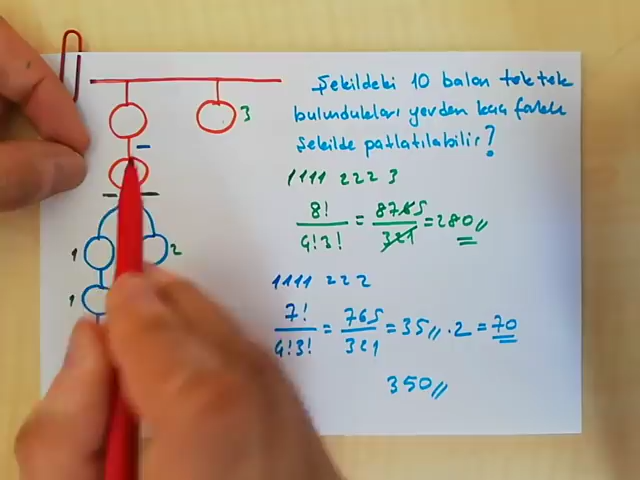 Şekildeki 10 balon tek tek
bulundukları yerden kaç farklı
şekilde patlatılabilir?
3
1111 222 3
8! / 4!3! = 8765 / 321 = 280
1 2
1
1111 222
7! / 4!3! = 765 / 321 = 35 . 2 = 70
350